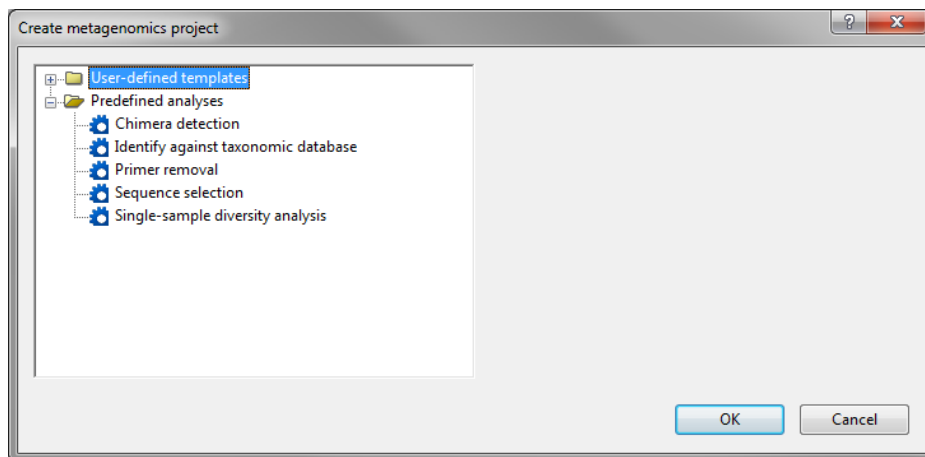 Create metagenomics project
?
User-defined templates
Predefined analyses
Chimera detection
Identify against taxonomic database
Primer removal
Sequence selection
Single-sample diversity analysis
OK Cancel